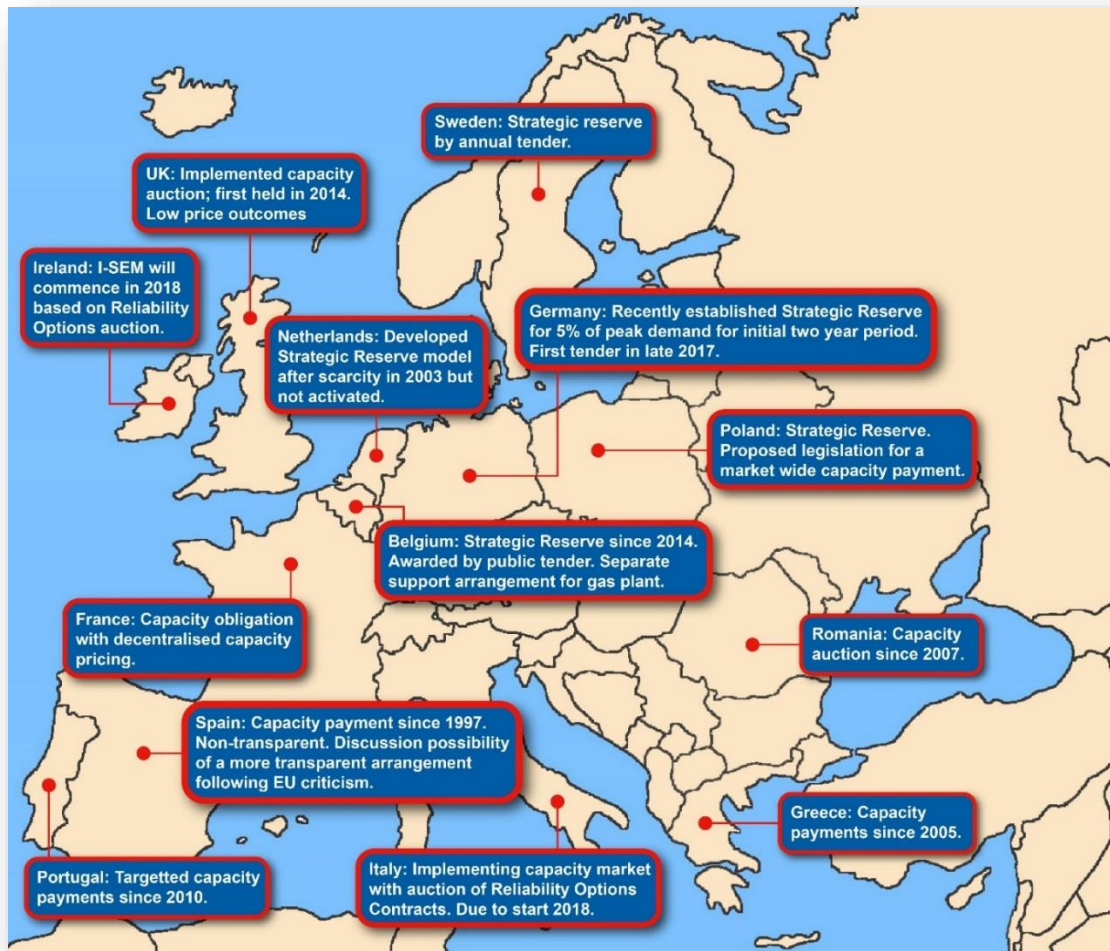 Sweden: Strategic reserve
by annual tender.
UK: Implemented capacity
auction; first held in 2014.
Low price outcomes
Ireland: I-SEM will
commence in 2018
based on Reliability
Options auction.
Netherlands: Developed
Strategic Reserve model
after scarcity in 2003 but
not activated.
Germany: Recently established Strategic Reserve
for 5% of peak demand for initial two year period.
First tender in late 2017.
Poland: Strategic Reserve.
Proposed legislation for a
market wide capacity payment.
Belgium: Strategic Reserve since 2014.
Awarded by public tender. Separate
support arrangement for gas plant.
France: Capacity obligation
with decentralised capacity
pricing.
Romania: Capacity
auction since 2007.
Spain: Capacity payment since 1997.
Non-transparent. Discussion possibility
of a more transparent arrangement
following EU criticism.
Greece: Capacity
payments since 2005.
Portugal: Targetted capacity
payments since 2010.
Italy: Implementing capacity market
with auction of Reliability Options
Contracts. Due to start 2018.